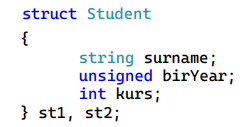 struct Student
{
string surname;
unsigned birYear;
int kurs;
} st1, st2;